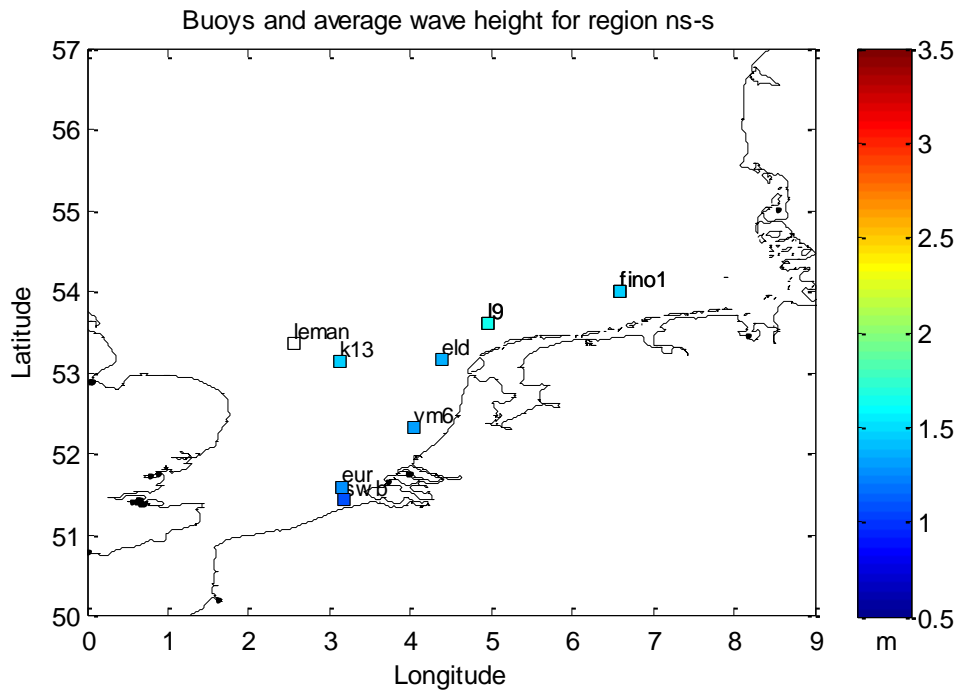 Buoys and average wave height for region ns-s
57
56
55
54
53
52
51
50
Latitude
fino1
l9
leman
k13
eld
ym6
eur
swb
0 1 2 3 4 5 6 7 8 9
Longitude
3.5
3
2.5
2
1.5
1
0.5
m